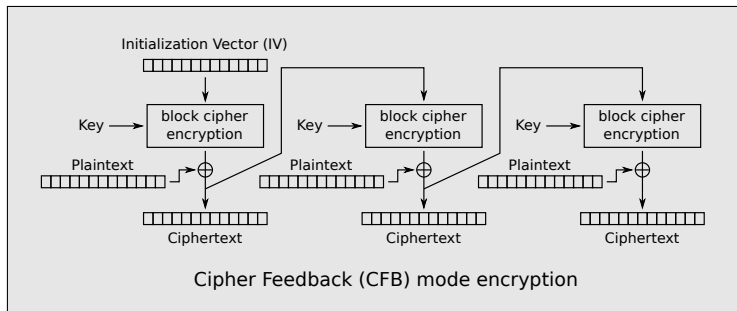 Initialization Vector (IV)
Key
block cipher
encryption
Key
block cipher
encryption
Key
block cipher
encryption
Plaintext
Plaintext
Plaintext
Ciphertext
Ciphertext
Ciphertext
Cipher Feedback (CFB) mode encryption